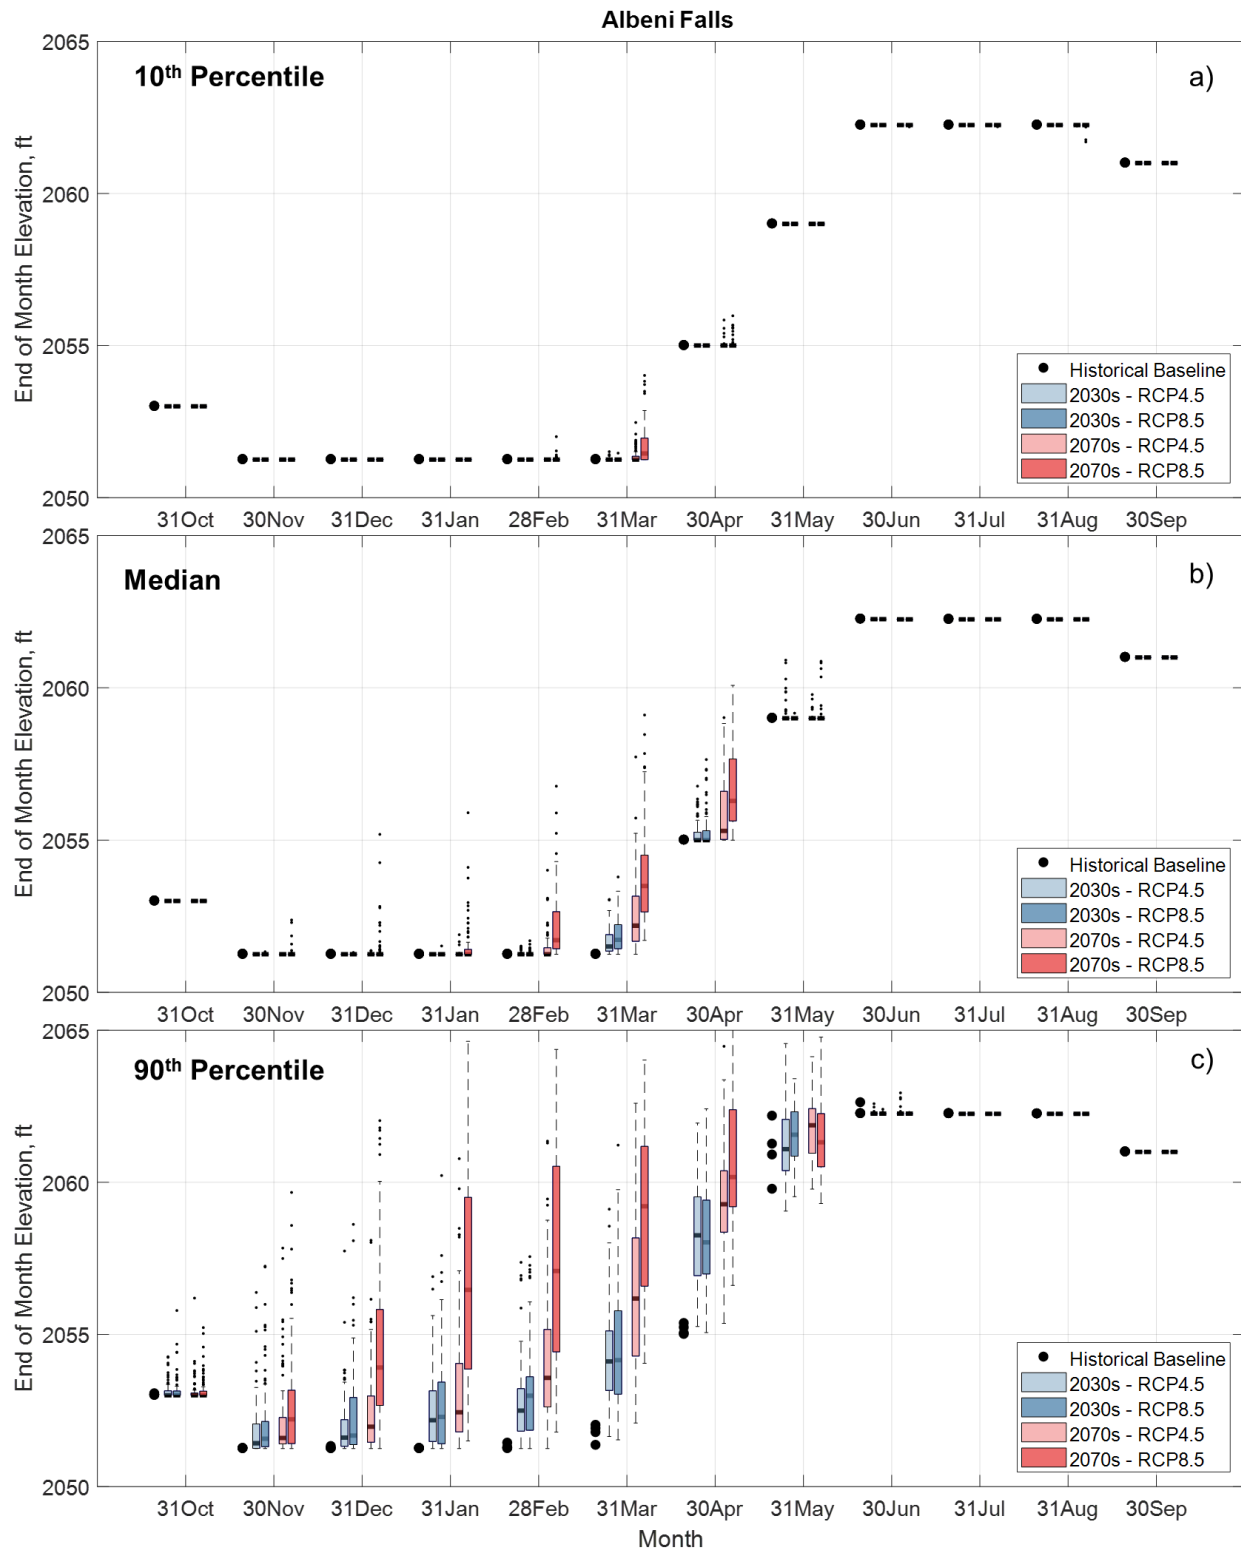 Albeni Falls
10th Percentile
a)
End of Month Elevation, ft
2065
2060
2055
2050
Historical Baseline
2030s - RCP4.5
2030s - RCP8.5
2070s - RCP4.5
2070s - RCP8.5
31Oct 30Nov 31Dec 31Jan 28Feb 31Mar 30Apr 31May 30Jun 31Jul 31Aug 30Sep
Median
b)
End of Month Elevation, ft
2065
2060
2055
2050
Historical Baseline
2030s - RCP4.5
2030s - RCP8.5
2070s - RCP4.5
2070s - RCP8.5
31Oct 30Nov 31Dec 31Jan 28Feb 31Mar 30Apr 31May 30Jun 31Jul 31Aug 30Sep
90th Percentile
c)
End of Month Elevation, ft
2065
2060
2055
2050
Historical Baseline
2030s - RCP4.5
2030s - RCP8.5
2070s - RCP4.5
2070s - RCP8.5
31Oct 30Nov 31Dec 31Jan 28Feb 31Mar 30Apr 31May 30Jun 31Jul 31Aug 30Sep
Month